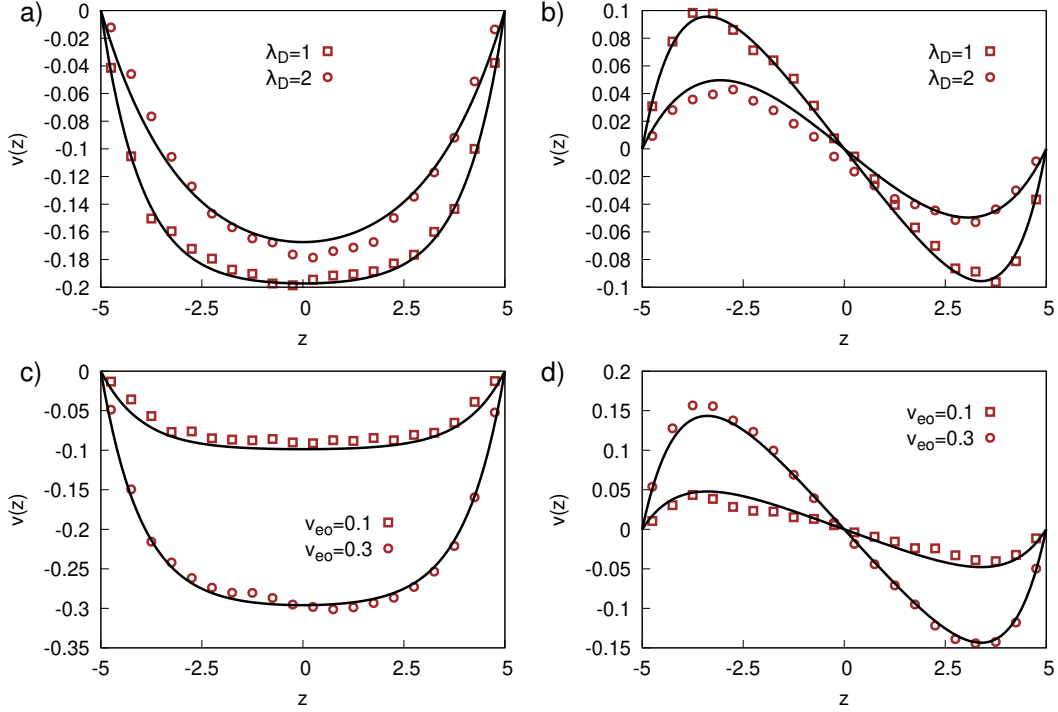 a)
0
-0.02
-0.04
-0.06
-0.08
-0.1
-0.12
-0.14
-0.16
-0.18
-0.2
-5 -2.5 0 2.5 5
v(z)
z
λD=1
λD=2
b)
0.1
0.08
0.06
0.04
0.02
0
-0.02
-0.04
-0.06
-0.08
-0.1
-5 -2.5 0 2.5 5
v(z)
z
λD=1
λD=2
c)
0
-0.05
-0.1
-0.15
-0.2
-0.25
-0.3
-0.35
-5 -2.5 0 2.5 5
v(z)
z
veo=0.1
veo=0.3
d)
0.2
0.15
0.1
0.05
0
-0.05
-0.1
-0.15
-5 -2.5 0 2.5 5
v(z)
z
veo=0.1
veo=0.3